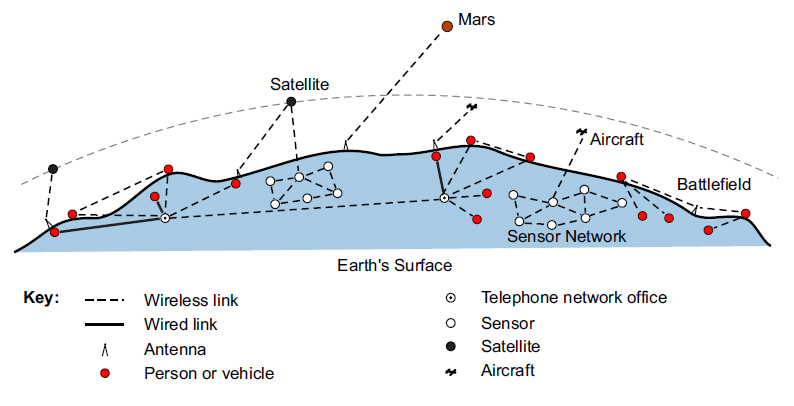 Mars
Satellite
Aircraft
Battlefield
Sensor Network
Earth's Surface
Key:
Wireless link
Wired link
Antenna
Person or vehicle
Telephone network office
Sensor
Satellite
Aircraft